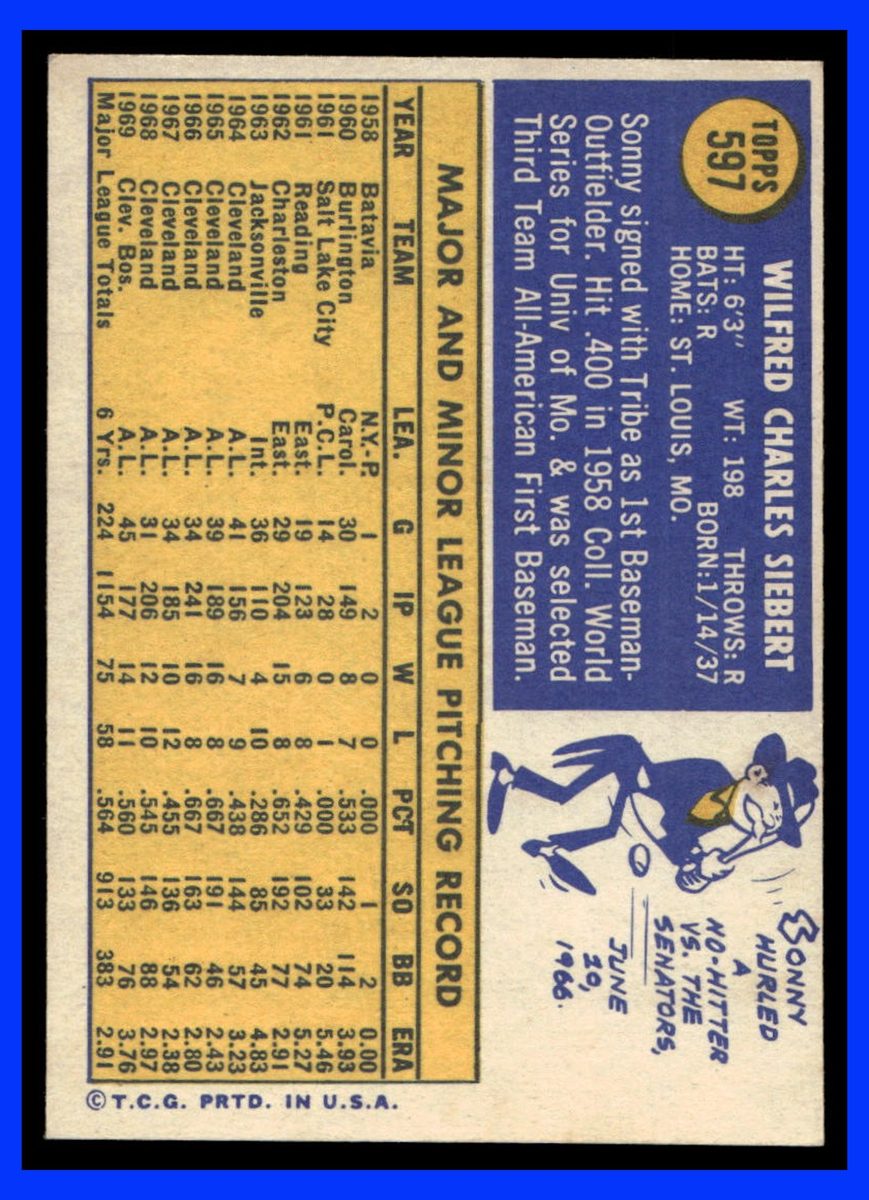 TOPPS
597
WILFRED CHARLES SIEBERT
HT: 6'3" WT: 198 THROWS: R
BATS: R BORN: 1/14/37
HOME: ST. LOUIS, MO.
Sonny signed with Tribe as 1st Baseman-
Outfielder. Hit .400 in 1958 Coll. World
Series for Univ of Mo. & was selected
Third Team All-American First Baseman.
SONNY
HURLED
A
NO-HITTER
VS. THE
SENATORS,
JUNE
10,
1966.
MAJOR AND MINOR LEAGUE PITCHING RECORD
YEAR TEAM LEA. G IP W L PCT SO BB ERA
1958 Batavia N.Y.-P. 1 2 0 0 .000 1 2 0.00
1960 Burlington Carol. 30 149 8 7 .533 142 114 3.93
1961 Salt Lake City P.C.L. 14 28 0 1 .000 33 20 5.46
1961 Reading East. 19 123 6 8 .429 102 74 5.27
1962 Charleston East. 29 204 15 8 .652 192 77 2.91
1963 Jacksonville Int. 36 110 4 10 .286 85 45 4.83
1964 Cleveland A.L. 41 156 7 9 .438 144 57 3.23
1965 Cleveland A.L. 39 189 16 8 .667 191 46 2.43
1966 Cleveland A.L. 34 241 16 8 .667 163 62 2.80
1967 Cleveland A.L. 34 185 10 12 .455 136 54 2.38
1968 Cleveland A.L. 31 206 12 10 .545 146 88 2.97
1969 Clev. Bos. A.L. 45 177 14 11 .560 133 76 3.76
Major League Totals 6 Yrs. 224 1154 75 58 .564 913 383 2.91
© T.C.G. PRTD. IN U.S.A.